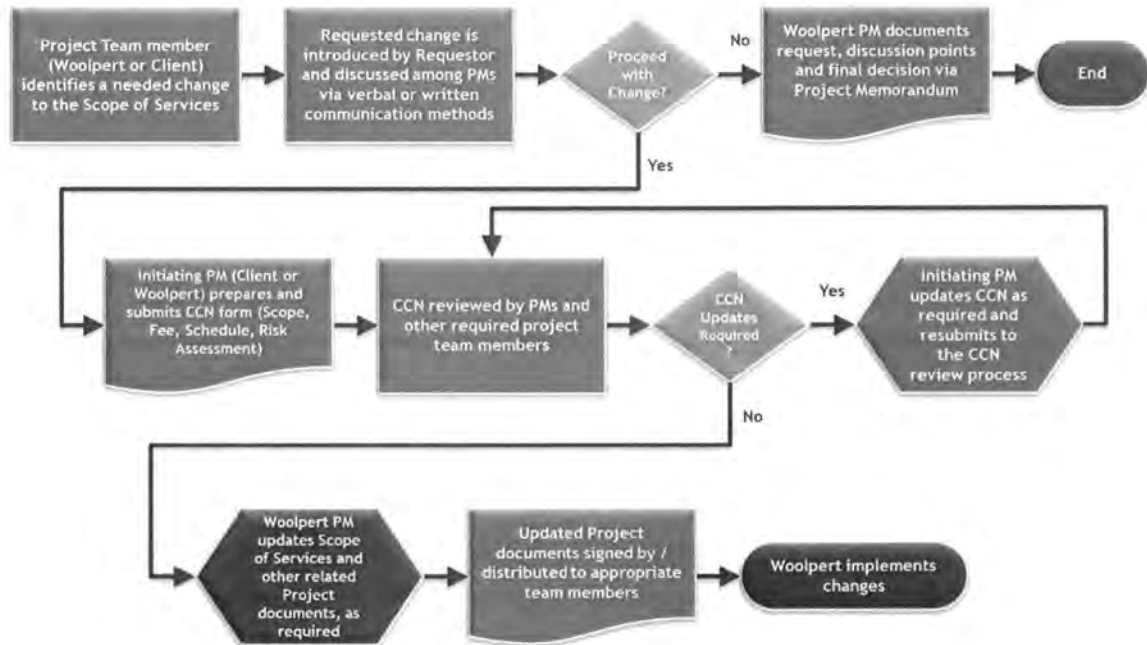 Project Team member
(Woolpert or Client)
identifies a needed change
to the Scope of Services
Requested change is
introduced by Requestor
and discussed among PMs
via verbal or written
communication methods
Proceed
with
Change?
No
Woolpert PM documents
request, discussion points
and final decision via
Project Memorandum
End
Yes
Initiating PM (Client or
Woolpert) prepares and
submits CCN form (Scope,
Fee, Schedule, Risk
Assessment)
CCN reviewed by PMs and
other required project
team members
CCN
Updates
Required
?
Yes
Initiating PM
updates CCN as
required and
resubmits to
the CCN
review process
No
Woolpert PM
updates Scope
of Services and
other related
Project
documents, as
required
Updated Project
documents signed by /
distributed to appropriate
team members
Woolpert implements
changes